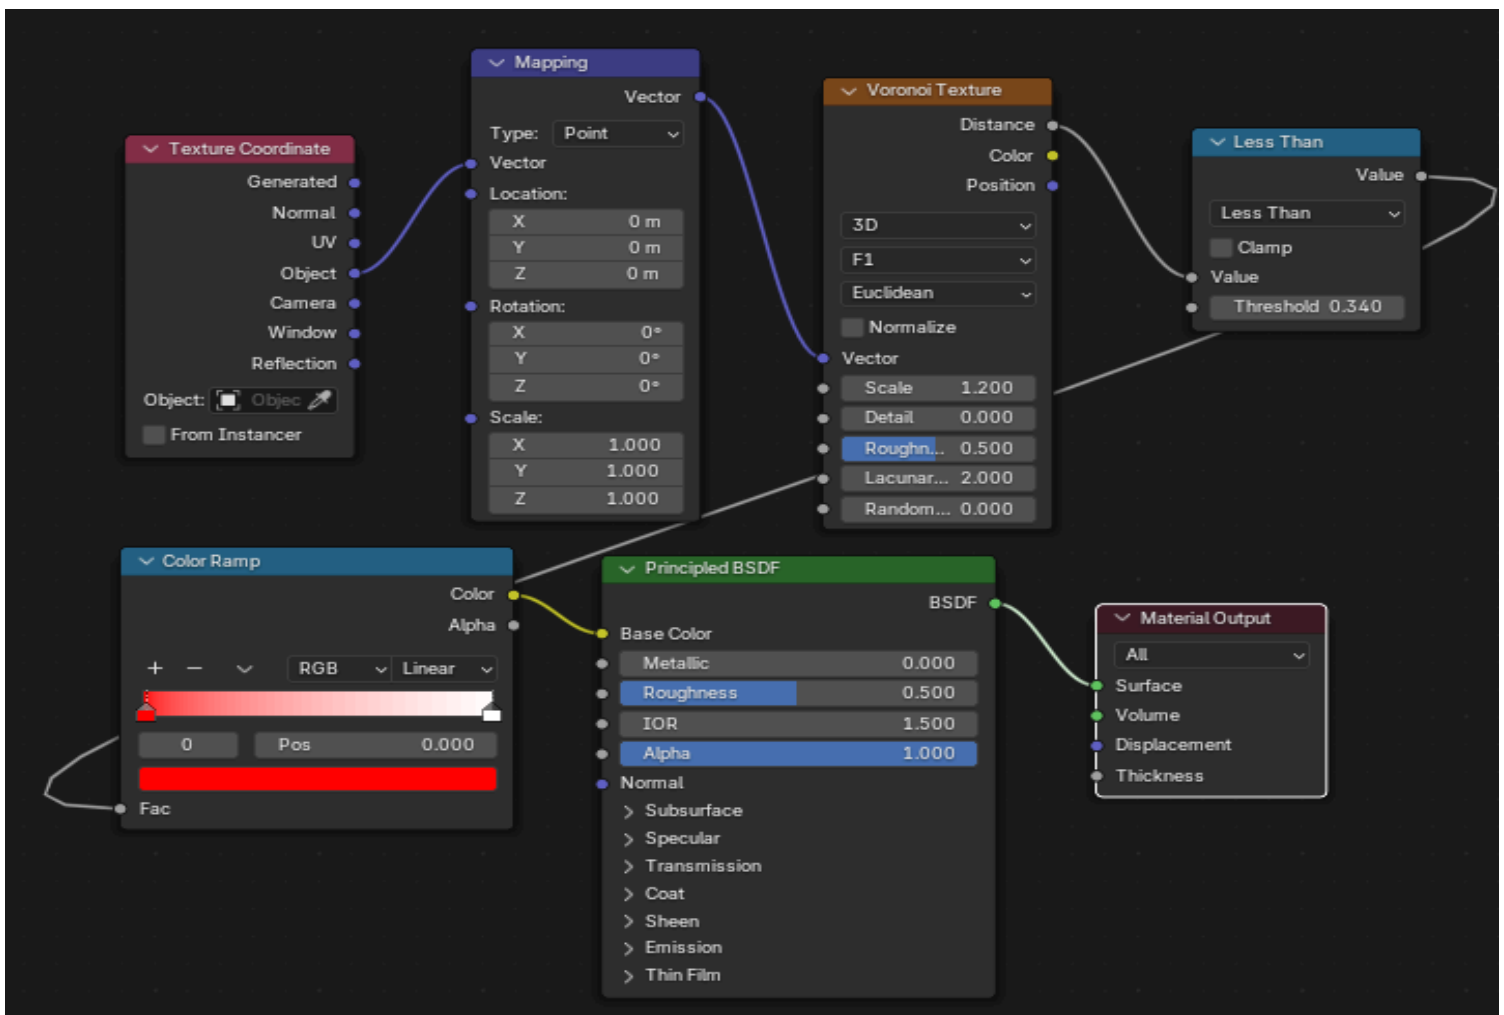 Texture Coordinate
Generated
Normal
UV
Object
Camera
Window
Reflection
Object: Objec
From Instancer
Mapping
Vector
Type: Point
Vector
Location:
X 0 m
Y 0 m
Z 0 m
Rotation:
X 0°
Y 0°
Z 0°
Scale:
X 1.000
Y 1.000
Z 1.000
Voronoi Texture
Distance
Color
Position
3D
F1
Euclidean
Normalize
Vector
Scale 1.200
Detail 0.000
Roughn... 0.500
Lacunar... 2.000
Random... 0.000
Less Than
Value
Less Than
Clamp
Value
Threshold 0.340
Color Ramp
Color
Alpha
+ − RGB Linear
0 Pos 0.000
Fac
Principled BSDF
BSDF
Base Color
Metallic 0.000
Roughness 0.500
IOR 1.500
Alpha 1.000
Normal
Subsurface
Specular
Transmission
Coat
Sheen
Emission
Thin Film
Material Output
All
Surface
Volume
Displacement
Thickness